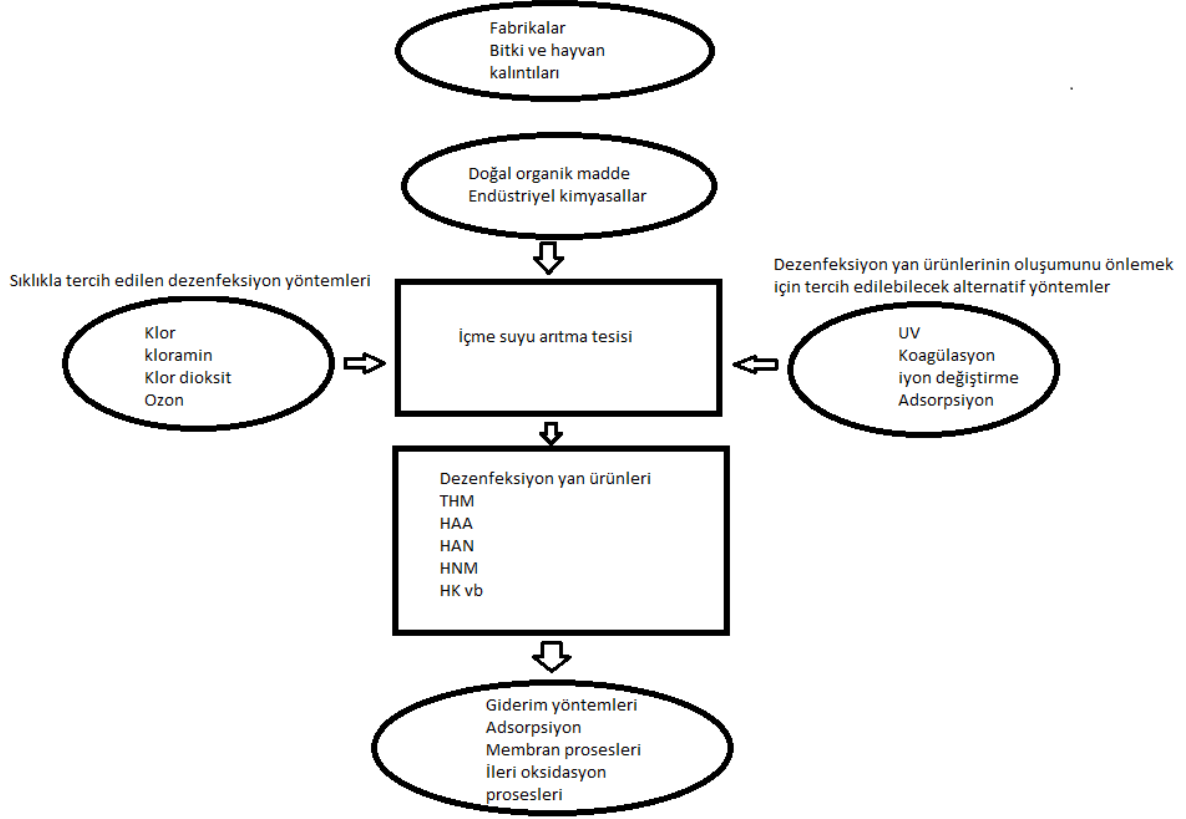 Fabrikalar
Bitki ve hayvan
kalıntıları
Doğal organik madde
Endüstriyel kimyasallar
Sıklıkla tercih edilen dezenfeksiyon yöntemleri
Klor
kloramin
Klor dioksit
Ozon
İçme suyu arıtma tesisi
Dezenfeksiyon yan ürünlerinin oluşumunu önlemek
için tercih edilebilecek alternatif yöntemler
UV
Koagülasyon
iyon değiştirme
Adsorpsiyon
Dezenfeksiyon yan ürünleri
THM
HAA
HAN
HNM
HK vb
Giderim yöntemleri
Adsorpsiyon
Membran prosesleri
İleri oksidasyon
prosesleri